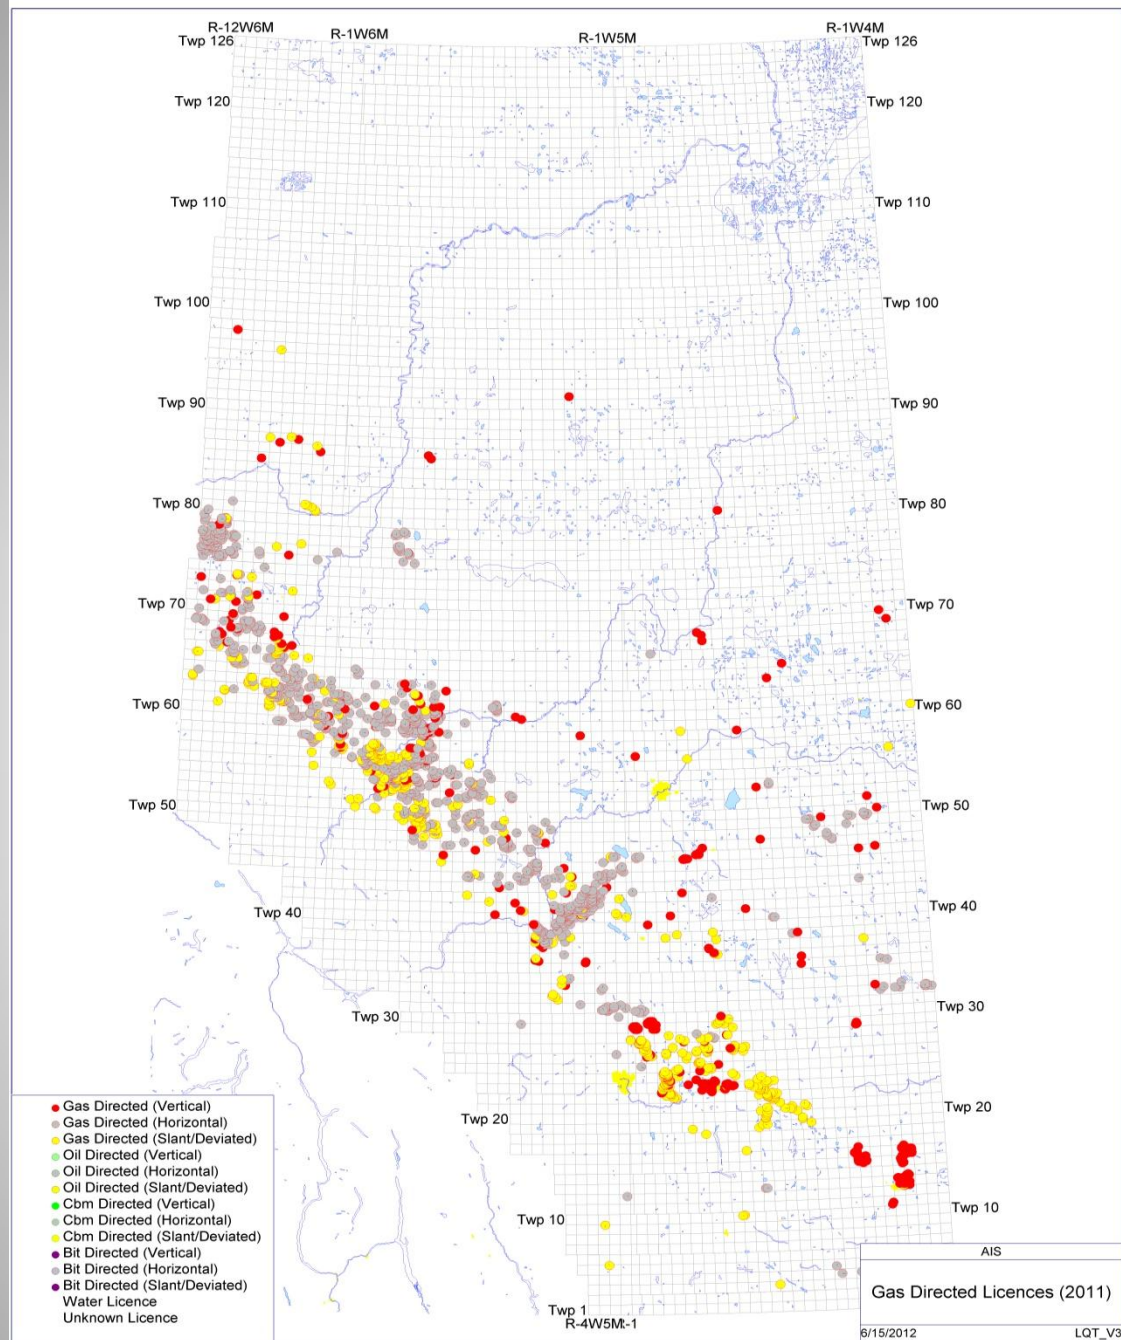 R-12W6M
R-1W6M
R-1W5M
R-1W4M
Twp 126
Twp 126
Twp 120
Twp 120
Twp 110
Twp 110
Twp 100
Twp 100
Twp 90
Twp 90
Twp 80
Twp 80
Twp 70
Twp 70
Twp 60
Twp 60
Twp 50
Twp 50
Twp 40
Twp 40
Twp 30
Twp 30
Twp 20
Twp 20
Twp 10
Twp 10
Twp 1
Gas Directed (Vertical)
Gas Directed (Horizontal)
Gas Directed (Slant/Deviated)
Oil Directed (Vertical)
Oil Directed (Horizontal)
Oil Directed (Slant/Deviated)
Cbm Directed (Vertical)
Cbm Directed (Horizontal)
Cbm Directed (Slant/Deviated)
Bit Directed (Vertical)
Bit Directed (Horizontal)
Bit Directed (Slant/Deviated)
Water Licence
Unknown Licence
AIS
Gas Directed Licences (2011)
6/15/2012 LQT_V3